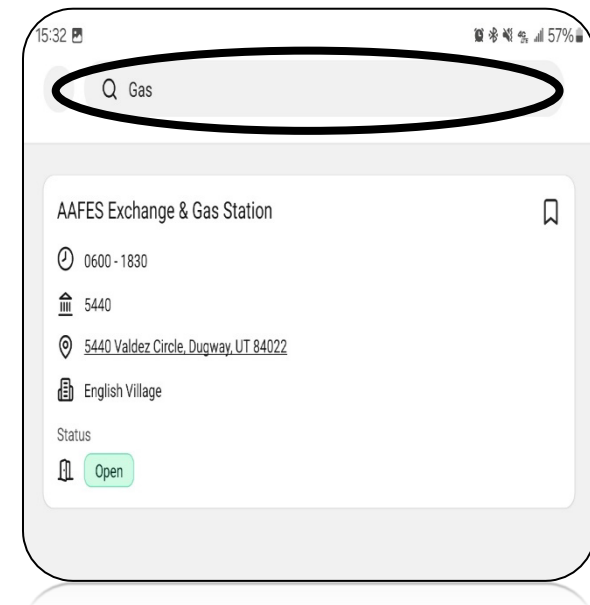 15:32 57%
Gas
AAFES Exchange & Gas Station
0600 - 1830
5440
5440 Valdez Circle, Dugway, UT 84022
English Village
Status
Open